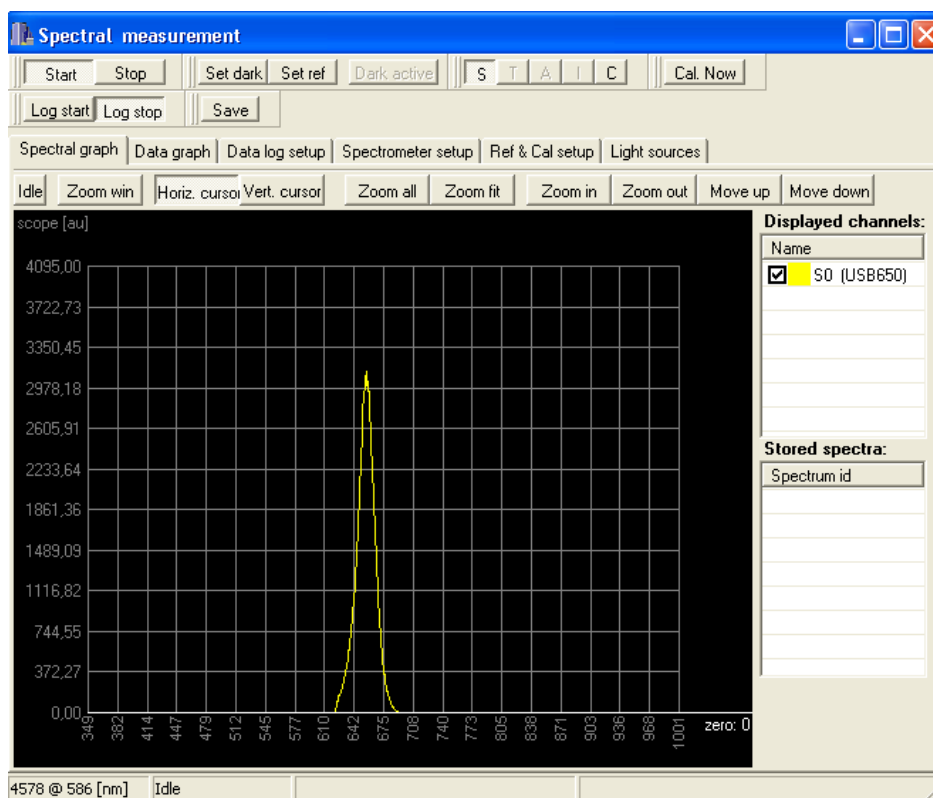 Spectral measurement
Start Stop Set dark Set ref Dark active S T A I C Cal. Now
Log start Log stop Save
Spectral graph Data graph Data log setup Spectrometer setup Ref & Cal setup Light sources
Idle Zoom win Horiz. cursor Vert. cursor Zoom all Zoom fit Zoom in Zoom out Move up Move down
scope [au]
4095,00
3722,73
3350,45
2978,18
2605,91
2233,64
1861,36
1489,09
1116,82
744,55
372,27
0,00
349 382 414 447 479 512 545 577 610 642 675 708 740 773 805 838 871 903 936 968 1001
zero: 0
Displayed channels:
Name
S0 (USB650)
Stored spectra:
Spectrum id
4578 @ 586 [nm] Idle